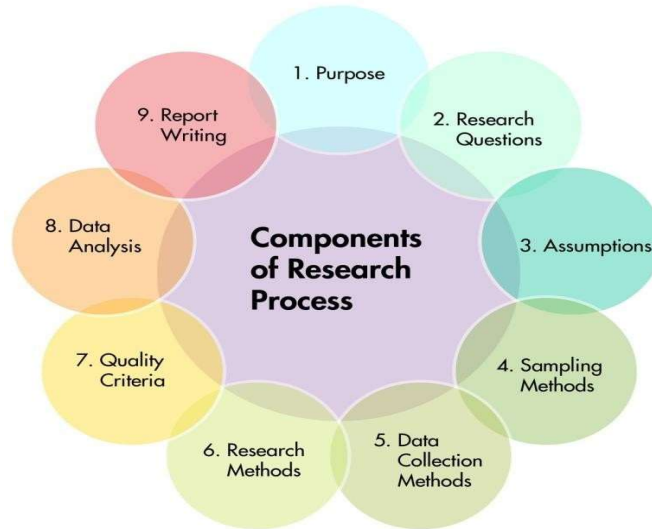 Components
of Research
Process
1. Purpose
2. Research
Questions
3. Assumptions
4. Sampling
Methods
5. Data
Collection
Methods
6. Research
Methods
7. Quality
Criteria
8. Data
Analysis
9. Report
Writing